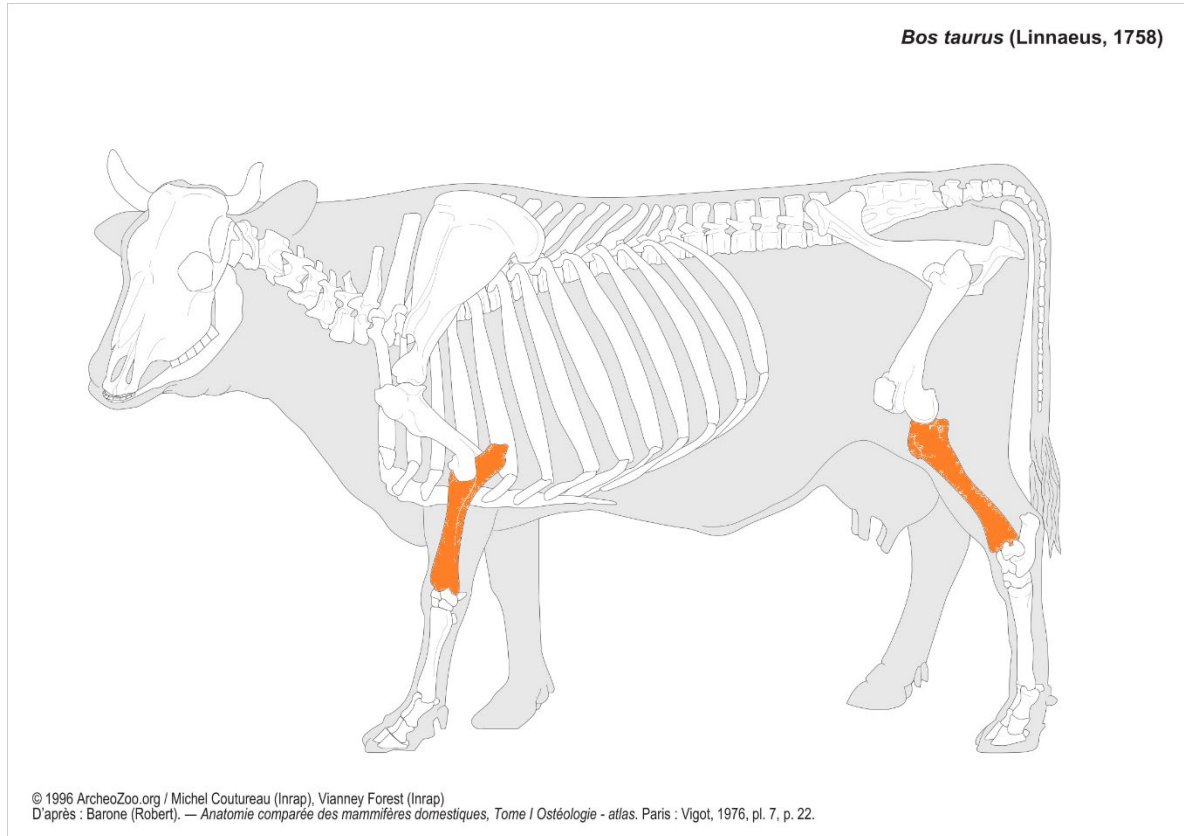 Bos taurus (Linnaeus, 1758)
© 1996 ArcheoZoo.org / Michel Coutureau (Inrap), Vianney Forest (Inrap)
D'après : Barone (Robert). — Anatomie comparée des mammifères domestiques, Tome I Ostéologie - atlas. Paris : Vigot, 1976, pl. 7, p. 22.